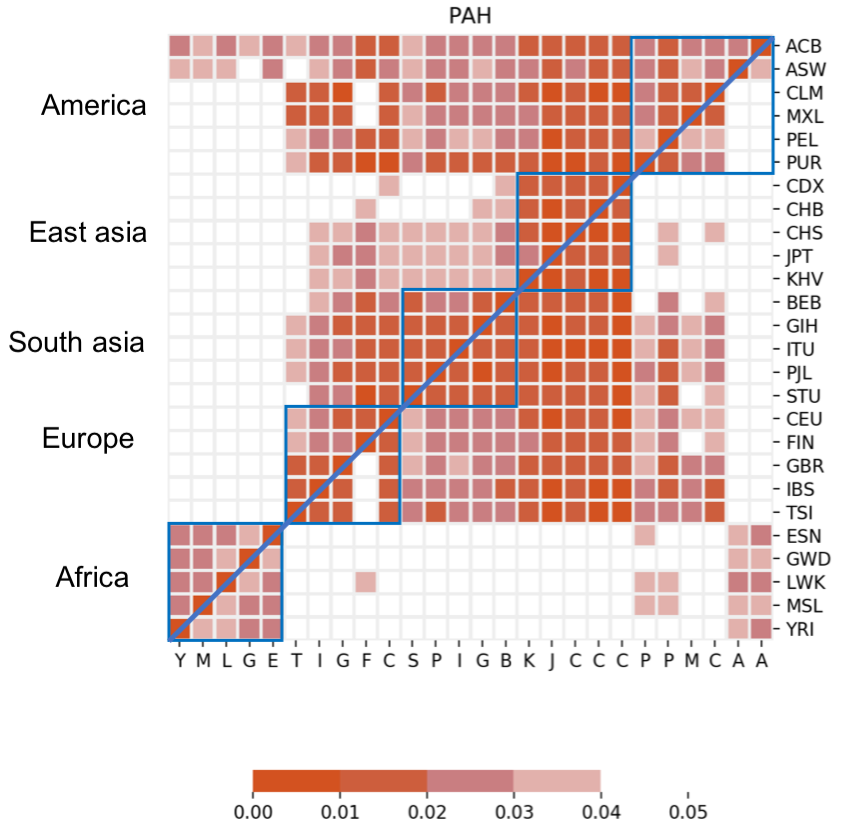 PAH
America
East asia
South asia
Europe
Africa
ACB
ASW
CLM
MXL
PEL
PUR
CDX
CHB
CHS
JPT
KHV
BEB
GIH
ITU
PJL
STU
CEU
FIN
GBR
IBS
TSI
ESN
GWD
LWK
MSL
YRI
Y M L G E T I G F C S P I G B K J C C C P P M C A A
0.00 0.01 0.02 0.03 0.04 0.05